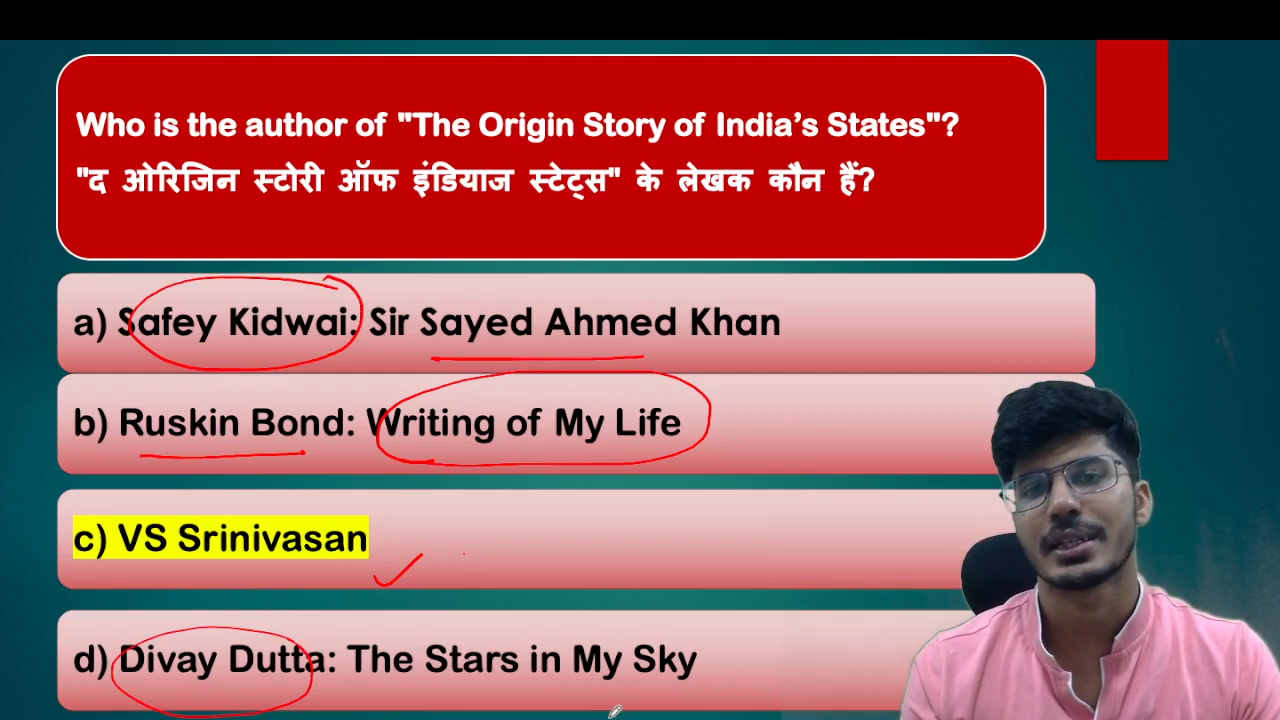 Who is the author of "The Origin Story of India’s States"?
"द ओरिजिन स्टोरी ऑफ इंडियाज स्टेट्स" के लेखक कौन हैं?
a) Safey Kidwai: Sir Sayed Ahmed Khan
b) Ruskin Bond: Writing of My Life
c) VS Srinivasan
d) Divay Dutta: The Stars in My Sky